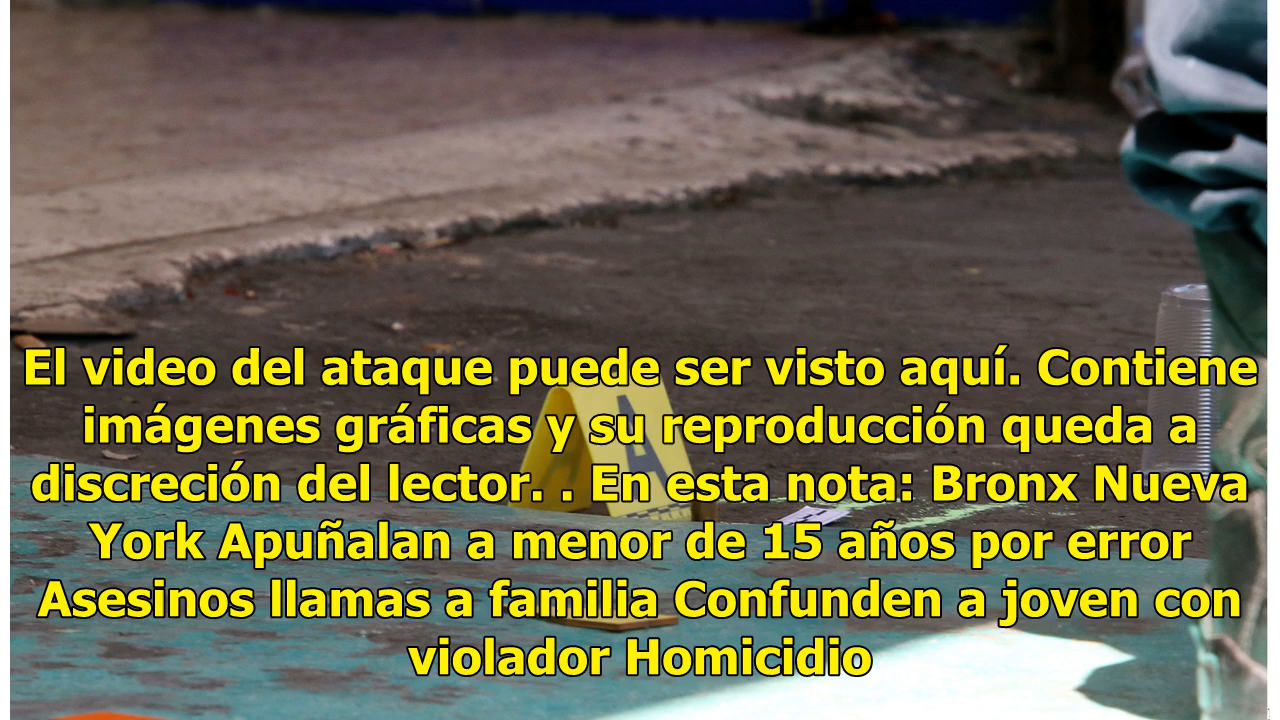 El video del ataque puede ser visto aquí. Contiene
imágenes gráficas y su reproducción queda a
discreción del lector. . En esta nota: Bronx Nueva
York Apuñalan a menor de 15 años por error
Asesinos llamas a familia Confunden a joven con
violador Homicidio
A